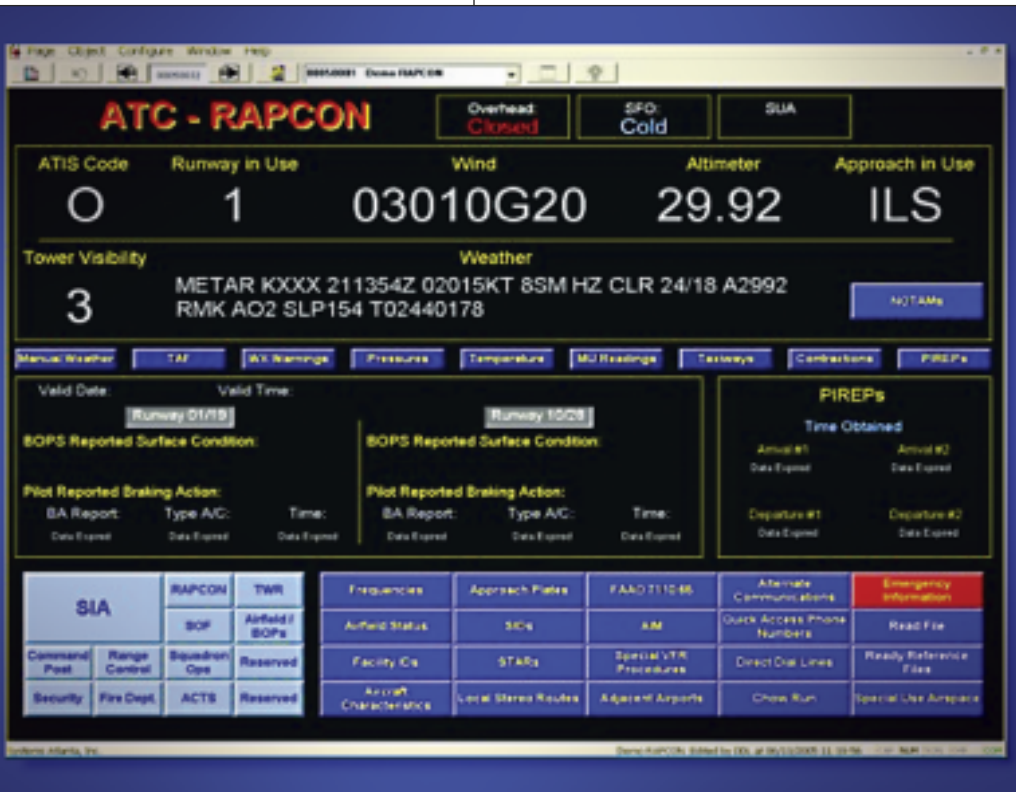 Page Object Configure Window Help
00050001 Demo RAPCON
ATC - RAPCON
Overhead: Closed
SFO: Cold
SUA
ATIS Code Runway in Use Wind Altimeter Approach in Use
O 1 03010G20 29.92 ILS
Tower Visibility Weather
3
METAR KXXX 211354Z 02015KT 8SM HZ CLR 24/18 A2992
RMK AO2 SLP154 T02440178
NOTAMs
Manual Weather TAF WX Warnings Pressures Temperature MU Readings Taxiways Contractions PIREPs
Valid Date: Valid Time:
Runway 01/19 Runway 10/28
BOPS Reported Surface Condition: BOPS Reported Surface Condition:
Pilot Reported Braking Action: Pilot Reported Braking Action:
BA Report: Type A/C: Time: BA Report: Type A/C: Time:
Data Expired Data Expired Data Expired Data Expired Data Expired Data Expired
PIREPs
Time Obtained
Arrival #1 Arrival #2
Data Expired Data Expired
Departure #1 Departure #2
Data Expired Data Expired
SIA RAPCON TWR
SOF Airfield / BOPs
Command Post Range Control Squadron Ops Reserved
Security Fire Dept. ACTS Reserved
Frequencies Approach Plates FAAO 7110.65 Alternate Communications Emergency Information
Airfield Status SIDs AIM Quick Access Phone Numbers Read File
Facility IDs STARs Special VFR Procedures Direct Dial Lines Ready Reference Files
Aircraft Characteristics Local Stereo Routes Adjacent Airports Chow Run Special Use Airspace
Systems Atlanta, Inc.
NUM